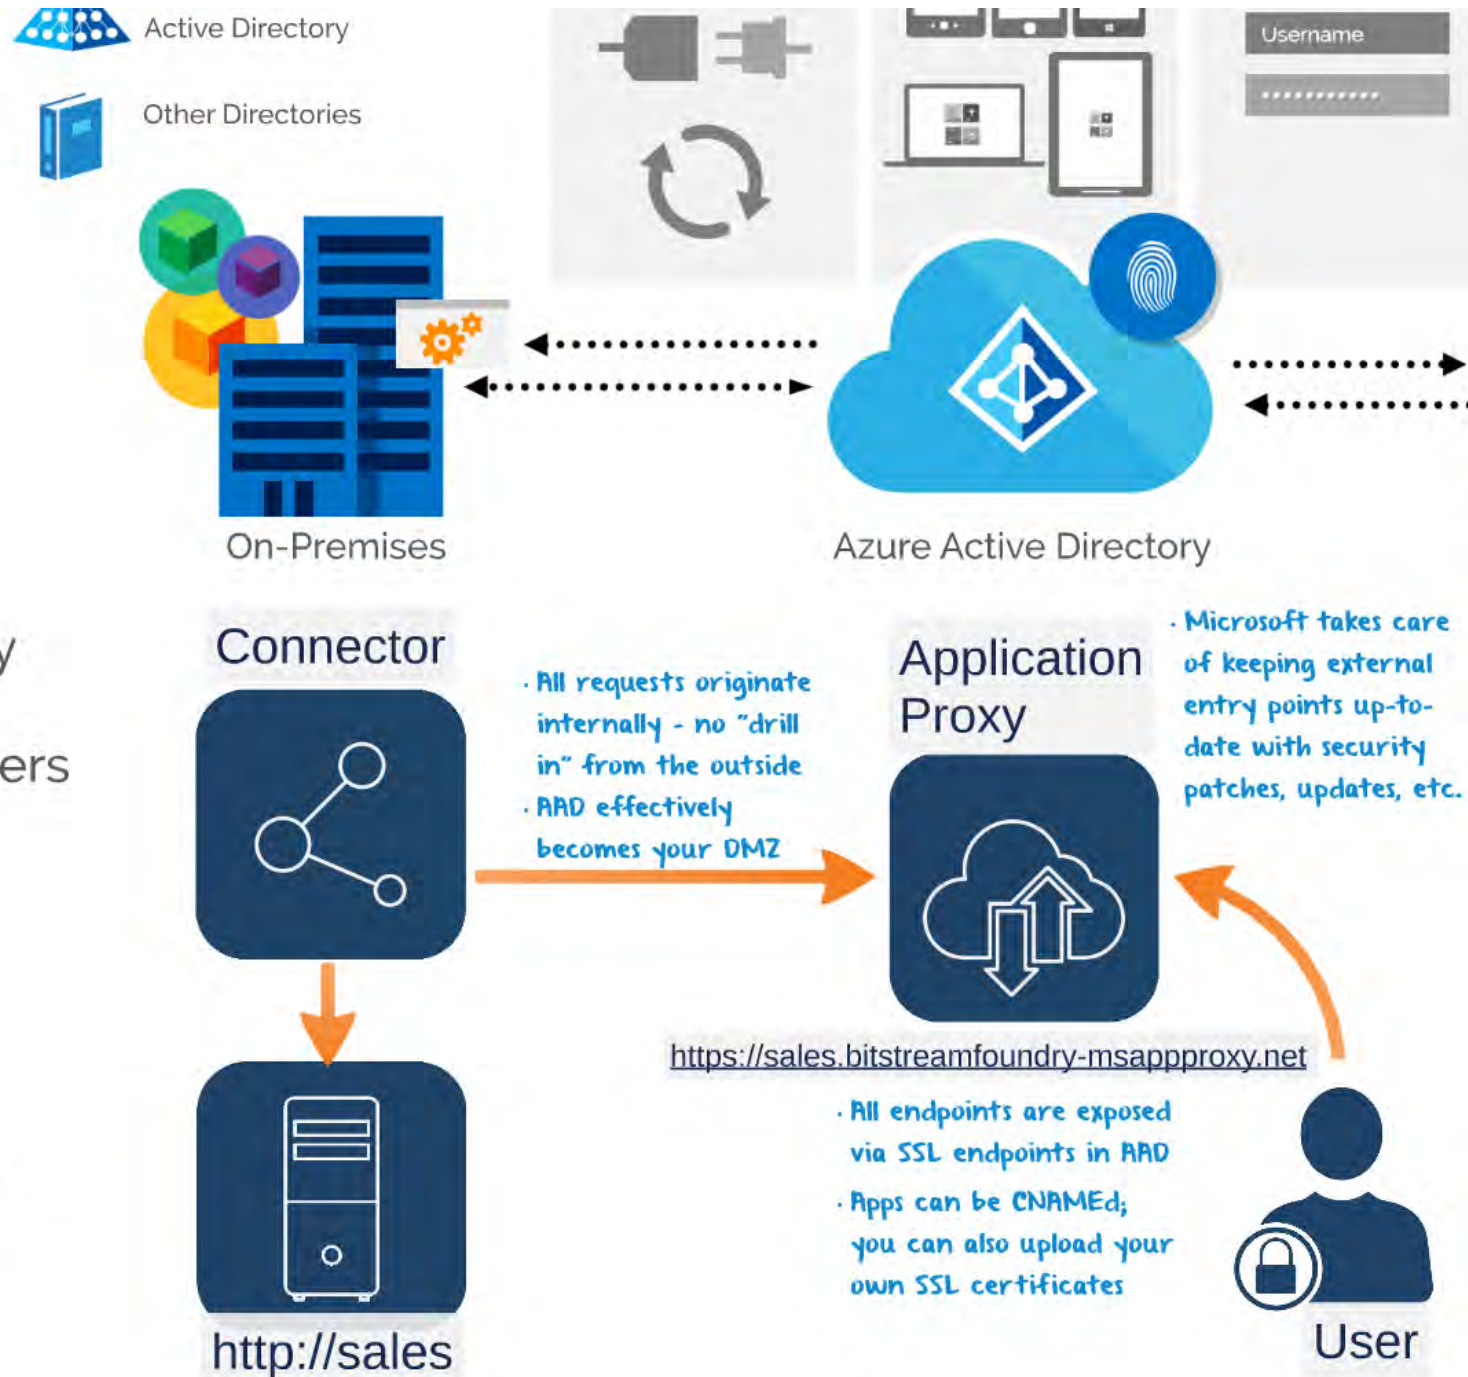 Active Directory
Other Directories
Username
On-Premises
Azure Active Directory
y
ers
Connector
· All requests originate
internally - no "drill
in" from the outside
· AAD effectively
becomes your DMZ
Application
Proxy
· Microsoft takes care
of keeping external
entry points up-to-
date with security
patches, updates, etc.
https://sales.bitstreamfoundry-msappproxy.net
· All endpoints are exposed
via SSL endpoints in AAD
· Apps can be CNAMEd;
you can also upload your
own SSL certificates
http://sales
User